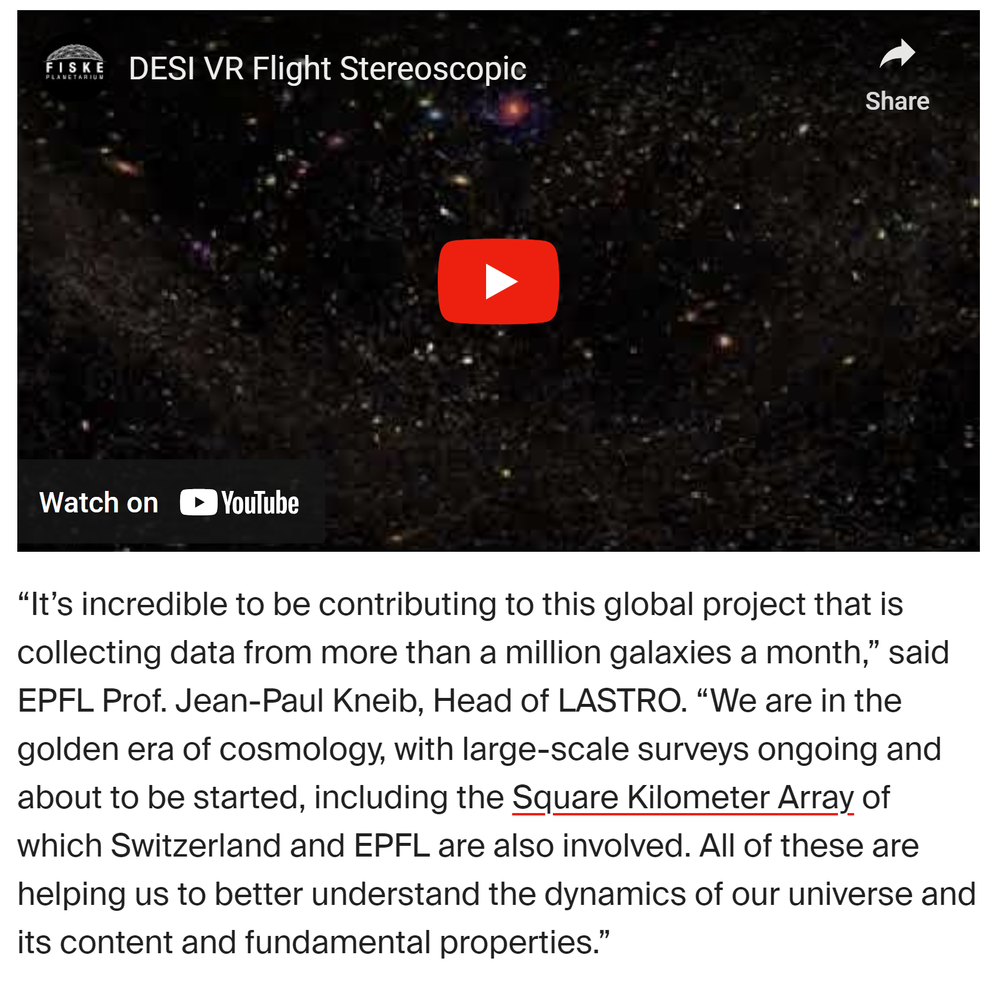 FISKE
PLANETARIUM
DESI VR Flight Stereoscopic
Share
Watch on YouTube
“It’s incredible to be contributing to this global project that is
collecting data from more than a million galaxies a month,” said
EPFL Prof. Jean-Paul Kneib, Head of LASTRO. “We are in the
golden era of cosmology, with large-scale surveys ongoing and
about to be started, including the Square Kilometer Array of
which Switzerland and EPFL are also involved. All of these are
helping us to better understand the dynamics of our universe and
its content and fundamental properties.”